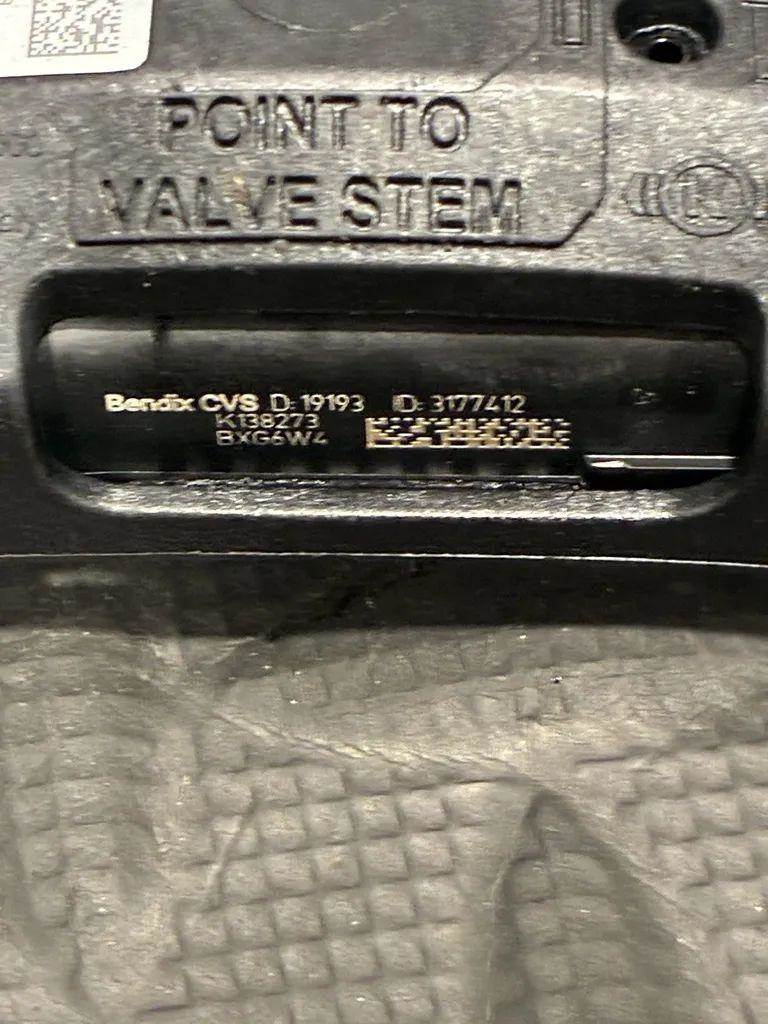 POINT TO
VALVE STEM
Bendix CVS D: 19193 ID: 3177412
K138273
BXG6W4